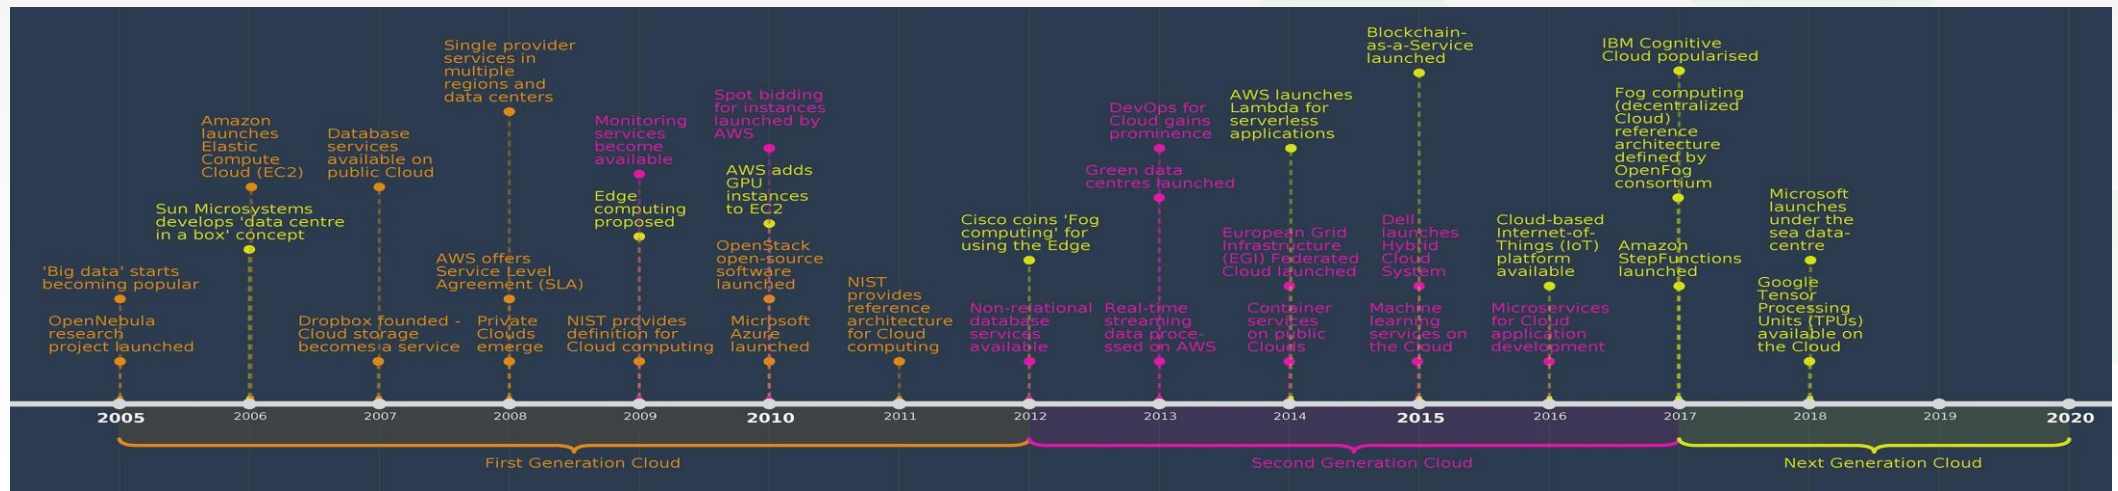 'Big data' starts
becoming popular
OpenNebula
research
project launched
Amazon
launches
Elastic
Compute
Cloud (EC2)
Sun Microsystems
develops 'data centre
in a box' concept
Database
services
available on
public Cloud
Dropbox founded -
Cloud storage
becomes a service
Single provider
services in
multiple
regions and
data centers
AWS offers
Service Level
Agreement (SLA)
Private
Clouds
emerge
Monitoring
services
become
available
Edge
computing
proposed
NIST provides
definition for
Cloud computing
Spot bidding
for instances
launched by
AWS
AWS adds
GPU
instances
to EC2
OpenStack
open-source
software
launched
Microsoft
Azure
launched
NIST
provides
reference
architecture
for Cloud
computing
Cisco coins 'Fog
computing' for
using the Edge
Non-relational
database
services
available
DevOps for
Cloud gains
prominence
Green data
centres launched
Real-time
streaming
data proce-
ssed on AWS
AWS launches
Lambda for
serverless
applications
European Grid
Infrastructure
(EGI) Federated
Cloud launched
Container
services
on public
Clouds
Blockchain-
as-a-Service
launched
Dell
launches
Hybrid
Cloud
System
Machine
learning
services on
the Cloud
Cloud-based
Internet-of-
Things (IoT)
platform
available
Microservices
for Cloud
application
development
IBM Cognitive
Cloud popularised
Fog computing
(decentralized
Cloud)
reference
architecture
defined by
OpenFog
consortium
Amazon
StepFunctions
launched
Microsoft
launches
under the
sea data-
centre
Google
Tensor
Processing
Units (TPUs)
available on
the Cloud
2005 2006 2007 2008 2009 2010 2011 2012 2013 2014 2015 2016 2017 2018 2019 2020
First Generation Cloud Second Generation Cloud Next Generation Cloud